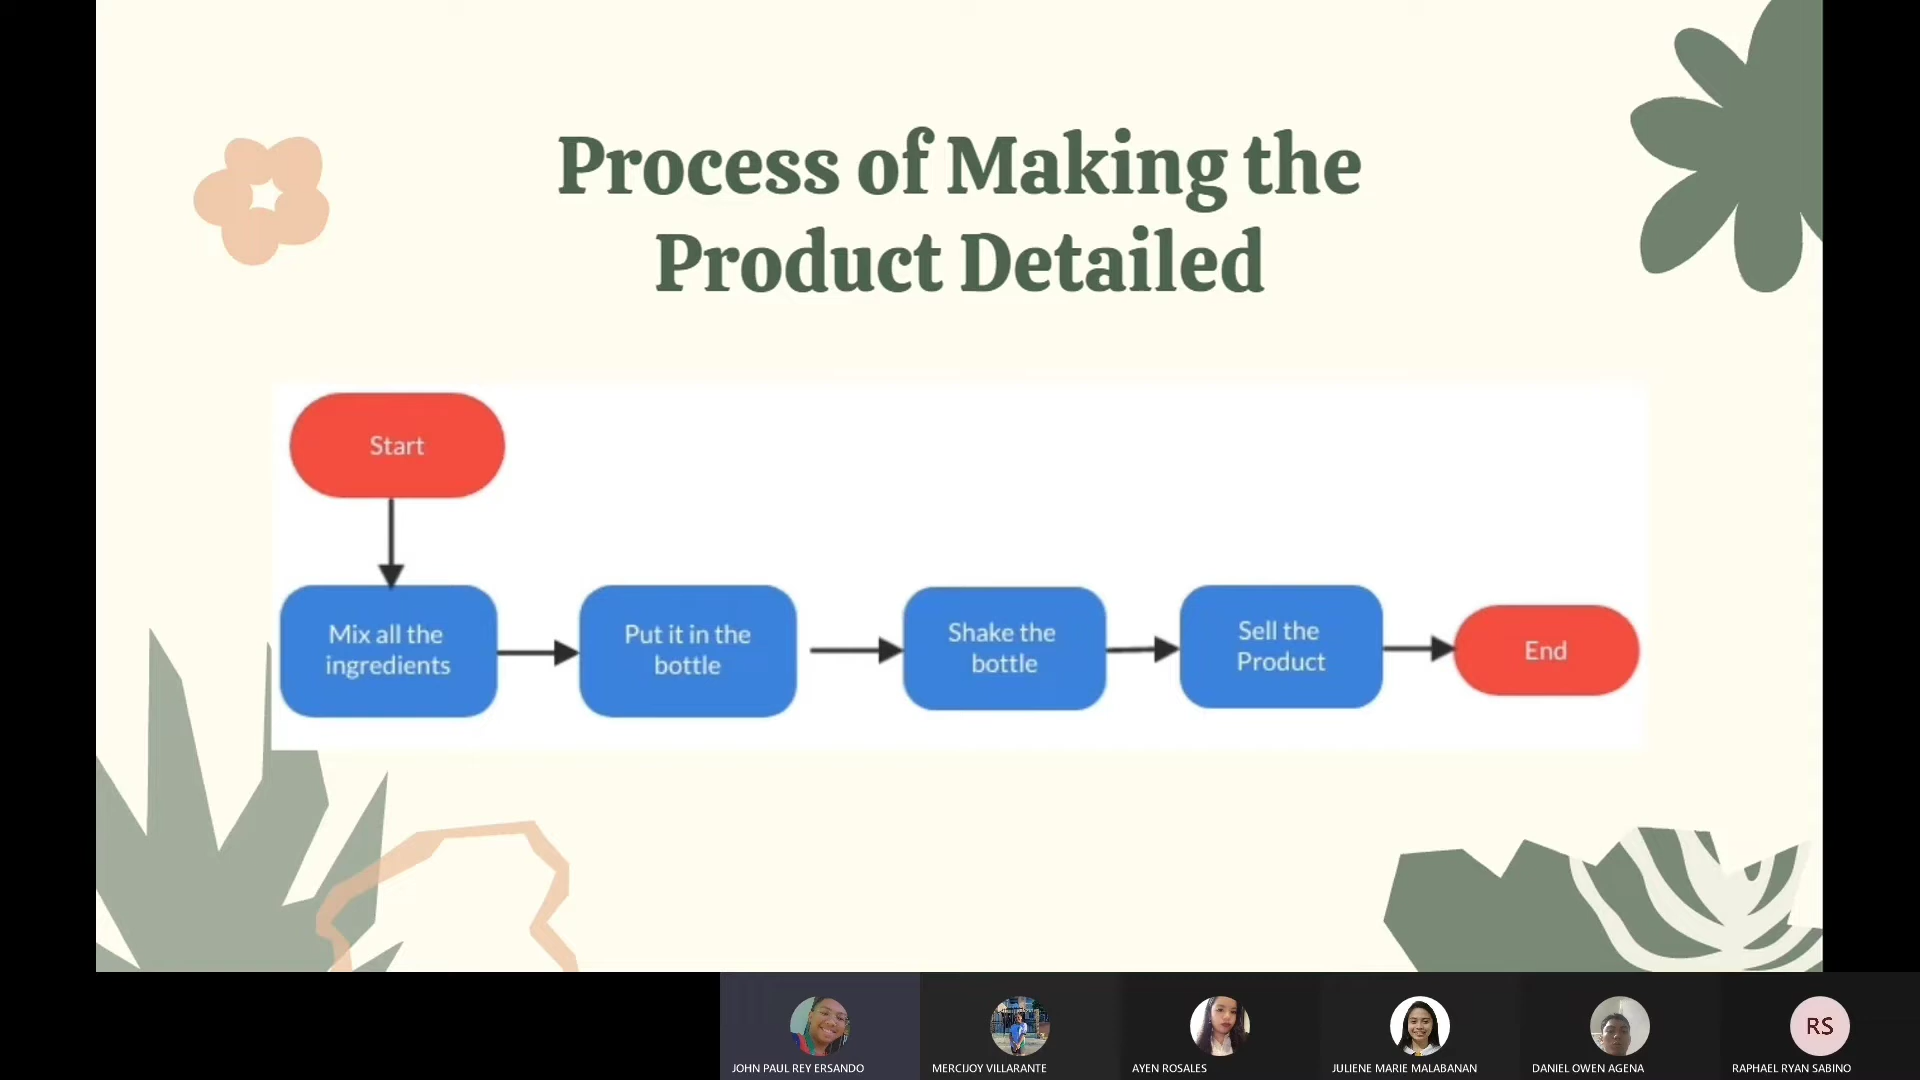 Process of Making the
Product Detailed
Start
Mix all the
ingredients
Put it in the
bottle
Shake the
bottle
Sell the
Product
End
RS
JOHN PAUL REY ERSANDO
MERCIJOY VILLARANTE
AYEN ROSALES
JULIENE MARIE MALABANAN
DANIEL OWEN AGENA
RAPHAEL RYAN SABINO